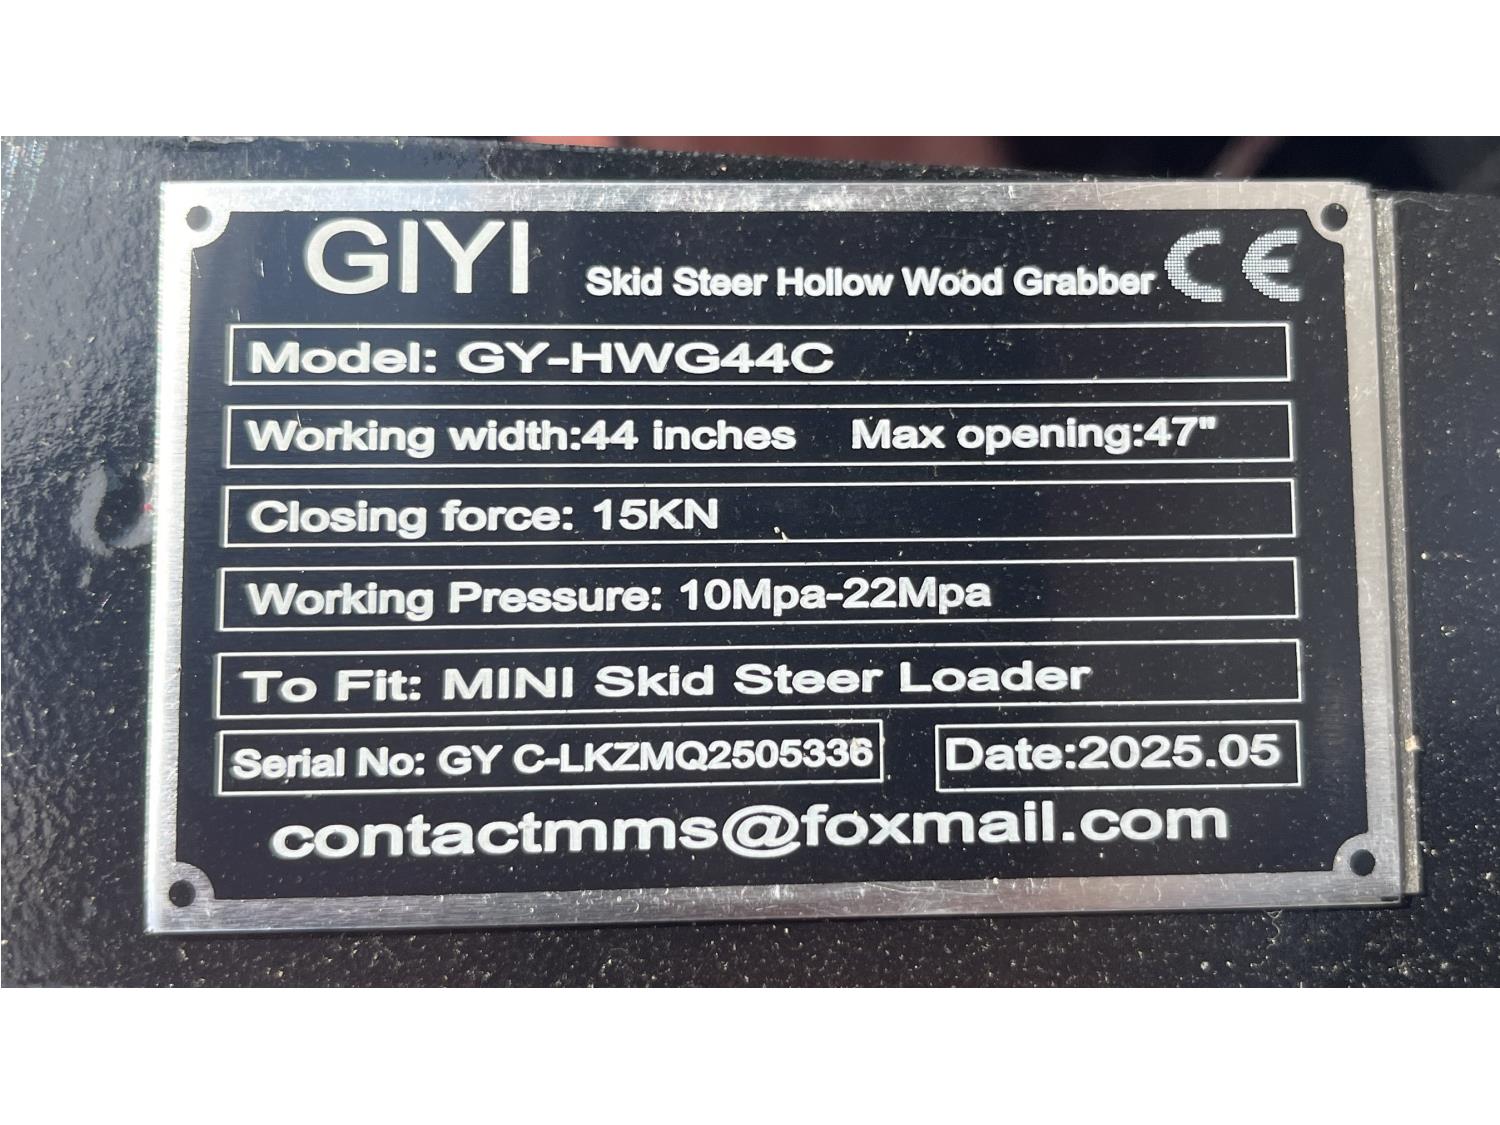 GIYI Skid Steer Hollow Wood Grabber CE
Model: GY-HWG44C
Working width:44 inches Max opening:47"
Closing force: 15KN
Working Pressure: 10Mpa-22Mpa
To Fit: MINI Skid Steer Loader
Serial No: GY C-LKZMQ2505336 Date:2025.05
contactmms@foxmail.com